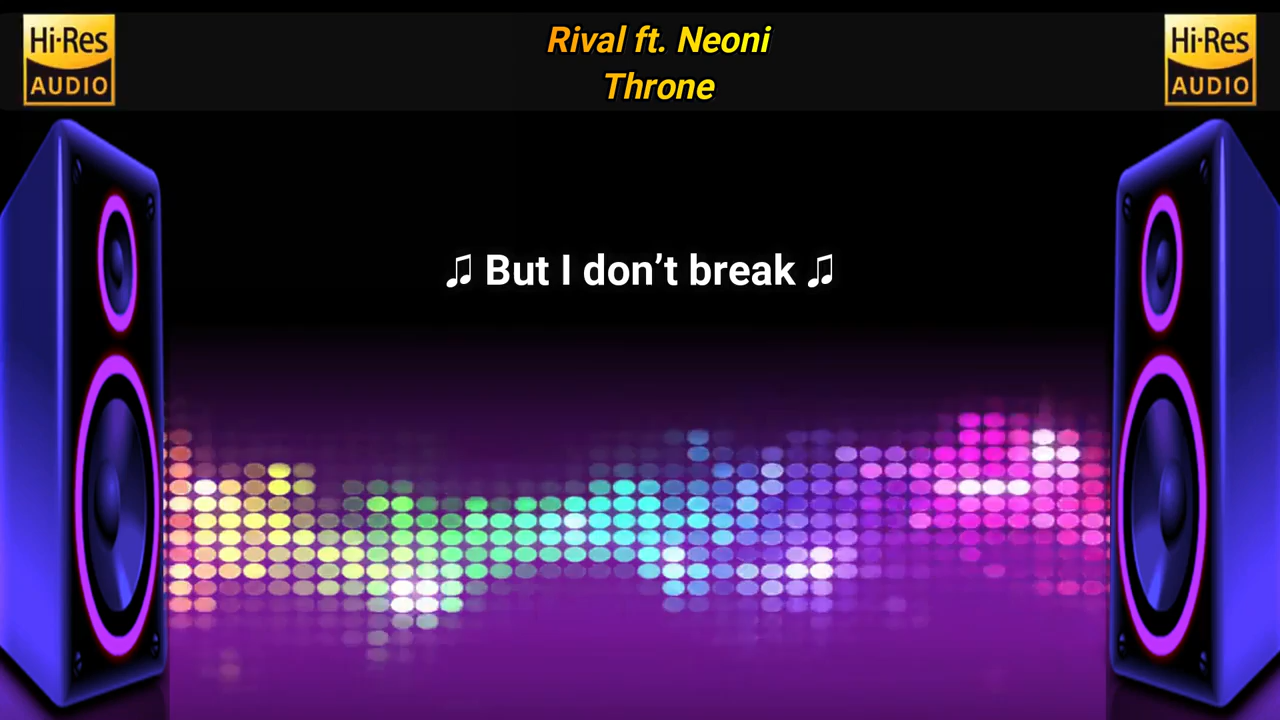 Hi-Res
AUDIO
Rival ft. Neoni
Throne
Hi-Res
AUDIO
♫ But I don’t break ♫